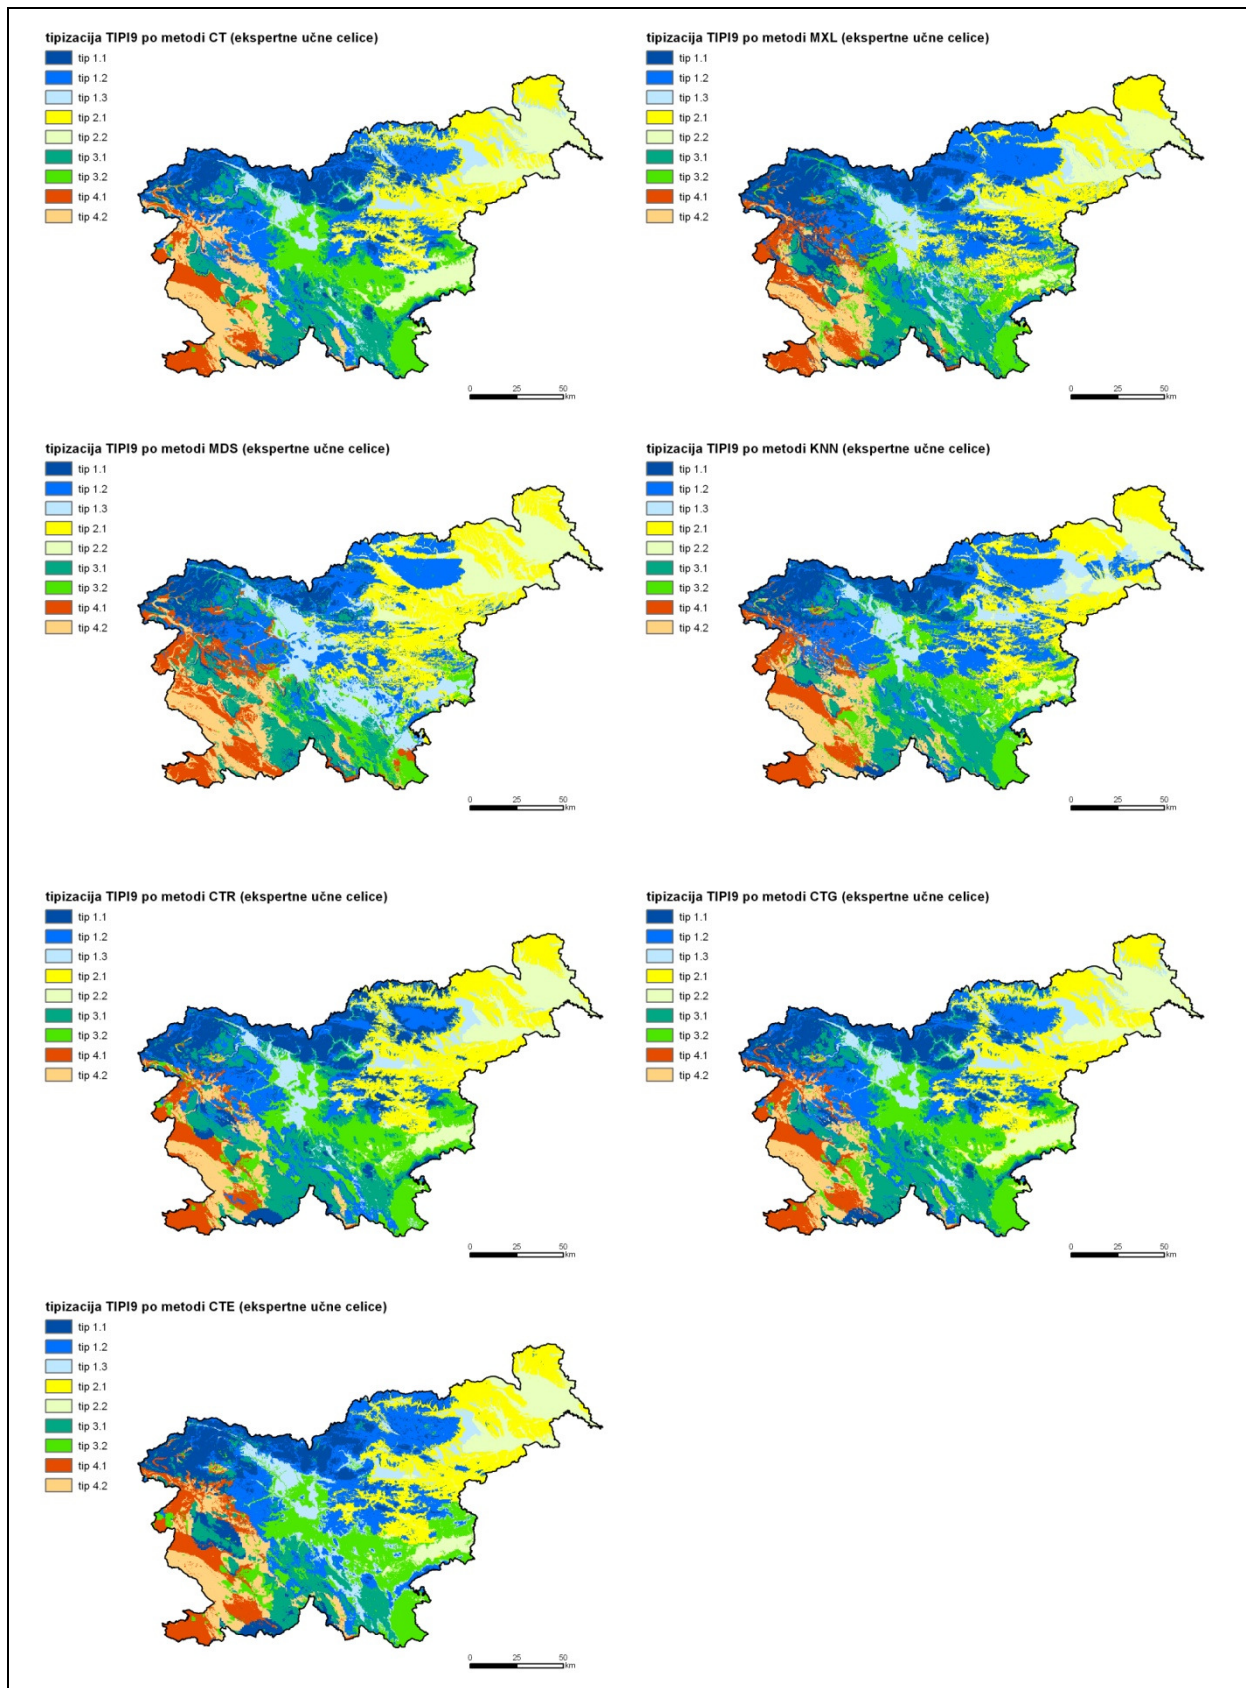 tipizacija TIPI9 po metodi CT (ekspertne učne celice)
tip 1.1
tip 1.2
tip 1.3
tip 2.1
tip 2.2
tip 3.1
tip 3.2
tip 4.1
tip 4.2
0 25 50
km
tipizacija TIPI9 po metodi MXL (ekspertne učne celice)
tip 1.1
tip 1.2
tip 1.3
tip 2.1
tip 2.2
tip 3.1
tip 3.2
tip 4.1
tip 4.2
0 25 50
km
tipizacija TIPI9 po metodi MDS (ekspertne učne celice)
tip 1.1
tip 1.2
tip 1.3
tip 2.1
tip 2.2
tip 3.1
tip 3.2
tip 4.1
tip 4.2
0 25 50
km
tipizacija TIPI9 po metodi KNN (ekspertne učne celice)
tip 1.1
tip 1.2
tip 1.3
tip 2.1
tip 2.2
tip 3.1
tip 3.2
tip 4.1
tip 4.2
0 25 50
km
tipizacija TIPI9 po metodi CTR (ekspertne učne celice)
tip 1.1
tip 1.2
tip 1.3
tip 2.1
tip 2.2
tip 3.1
tip 3.2
tip 4.1
tip 4.2
0 25 50
km
tipizacija TIPI9 po metodi CTG (ekspertne učne celice)
tip 1.1
tip 1.2
tip 1.3
tip 2.1
tip 2.2
tip 3.1
tip 3.2
tip 4.1
tip 4.2
0 25 50
km
tipizacija TIPI9 po metodi CTE (ekspertne učne celice)
tip 1.1
tip 1.2
tip 1.3
tip 2.1
tip 2.2
tip 3.1
tip 3.2
tip 4.1
tip 4.2
0 25 50
km